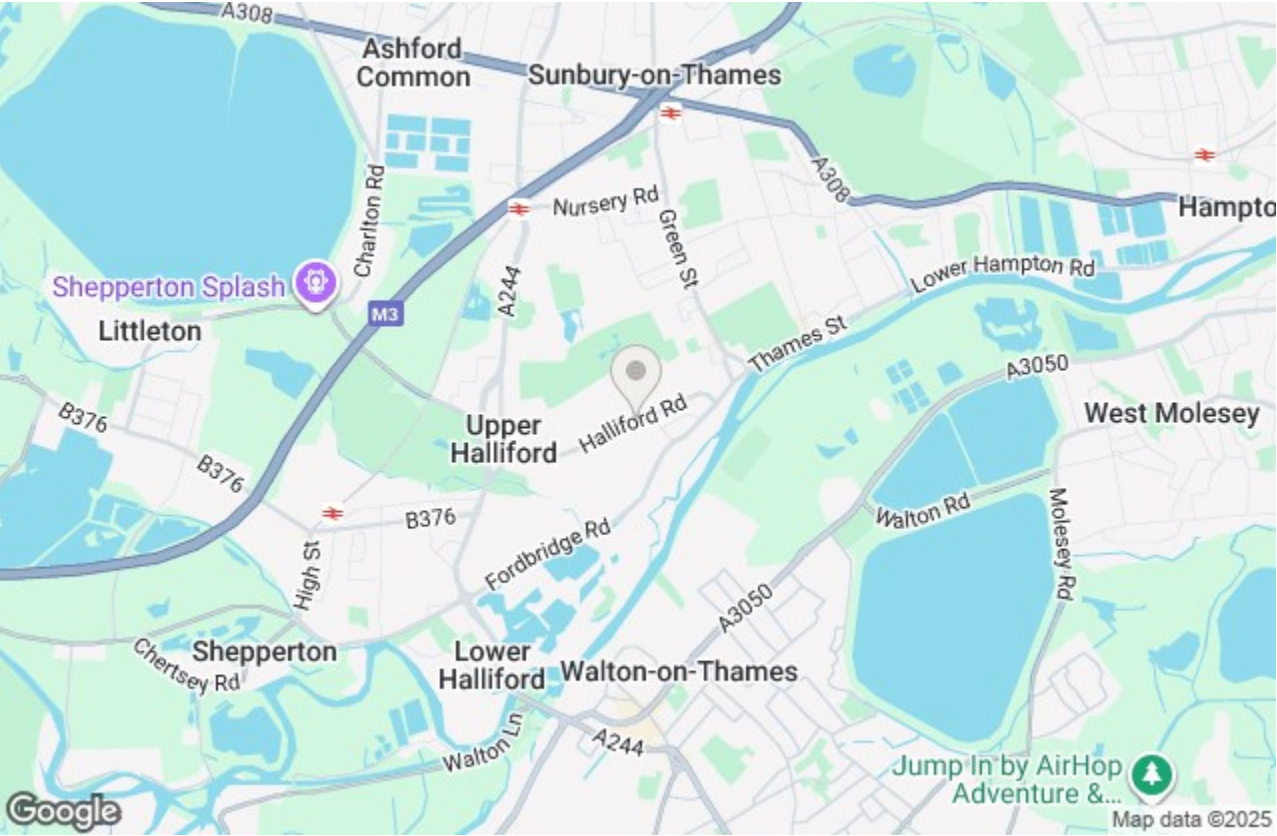 A308
Ashford
Common
Sunbury-on-Thames
A308
Charlton Rd
Nursery Rd
Green St
Hampto
Lower Hampton Rd
A244
Shepperton Splash
M3
Littleton
Thames St
A3050
B376
Upper
Halliford
Halliford Rd
West Molesey
B376
B376
Walton Rd
Molesey Rd
High St
Fordbridge Rd
A3050
Shepperton
Chertsey Rd
Lower
Halliford
Walton-on-Thames
Walton Ln
A244
Jump In by AirHop
Adventure &...
Google
Map data ©2025